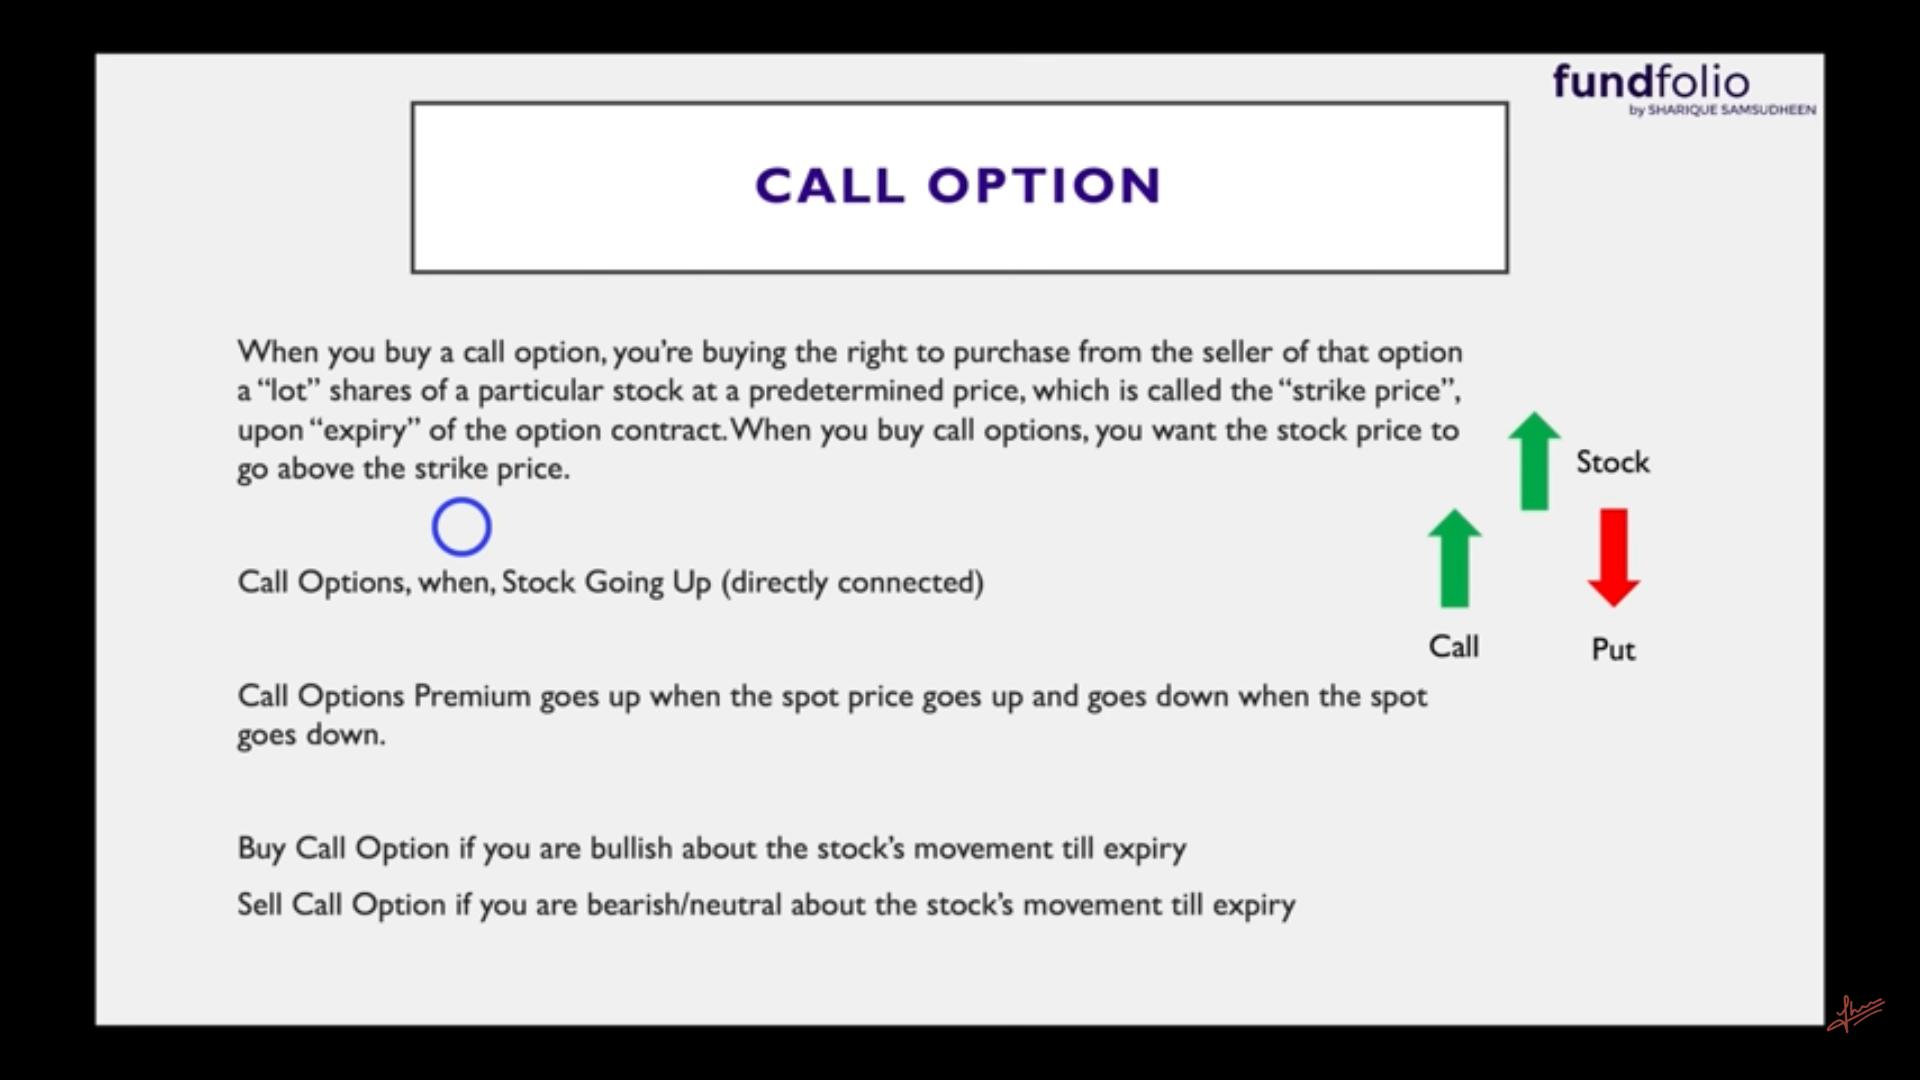 fundfolio
by SHARIQUE SAMSUDHEEN
CALL OPTION
When you buy a call option, you're buying the right to purchase from the seller of that option
a “lot” shares of a particular stock at a predetermined price, which is called the “strike price”,
upon “expiry” of the option contract. When you buy call options, you want the stock price to
go above the strike price.
Stock
Call Options, when, Stock Going Up (directly connected)
Call
Put
Call Options Premium goes up when the spot price goes up and goes down when the spot
goes down.
Buy Call Option if you are bullish about the stock's movement till expiry
Sell Call Option if you are bearish/neutral about the stock's movement till expiry